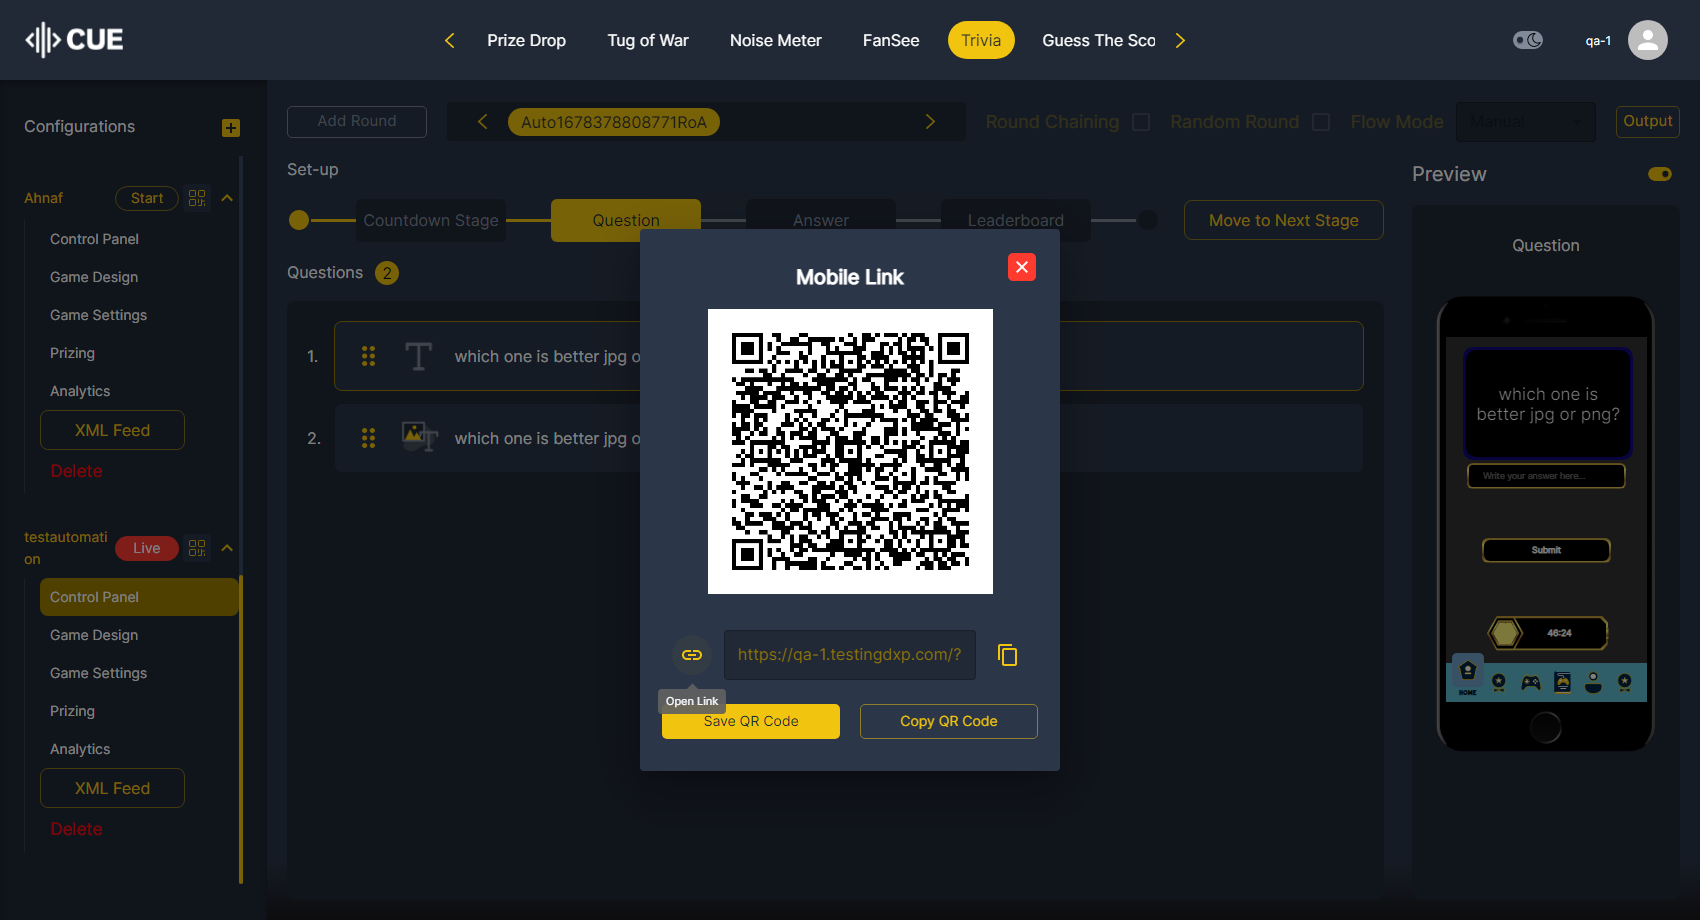 CUE
Prize Drop
Tug of War
Noise Meter
FanSee
Trivia
Guess The Sco
qa-1
Configurations
Ahnaf
Start
Control Panel
Game Design
Game Settings
Prizing
Analytics
XML Feed
Delete
testautomati
on
Live
Control Panel
Game Design
Game Settings
Prizing
Analytics
XML Feed
Delete
Add Round
Auto1678378808771RoA
Round Chaining
Random Round
Flow Mode
Manual
Output
Set-up
Countdown Stage
Question
Answer
Leaderboard
Move to Next Stage
Questions 2
1. which one is better jpg o
2. which one is better jpg o
Mobile Link
https://qa-1.testingdxp.com/?
Open Link
Save QR Code
Copy QR Code
Preview
Question
which one is
better jpg or png?
Write your answer here...
Submit
46:24
HOME